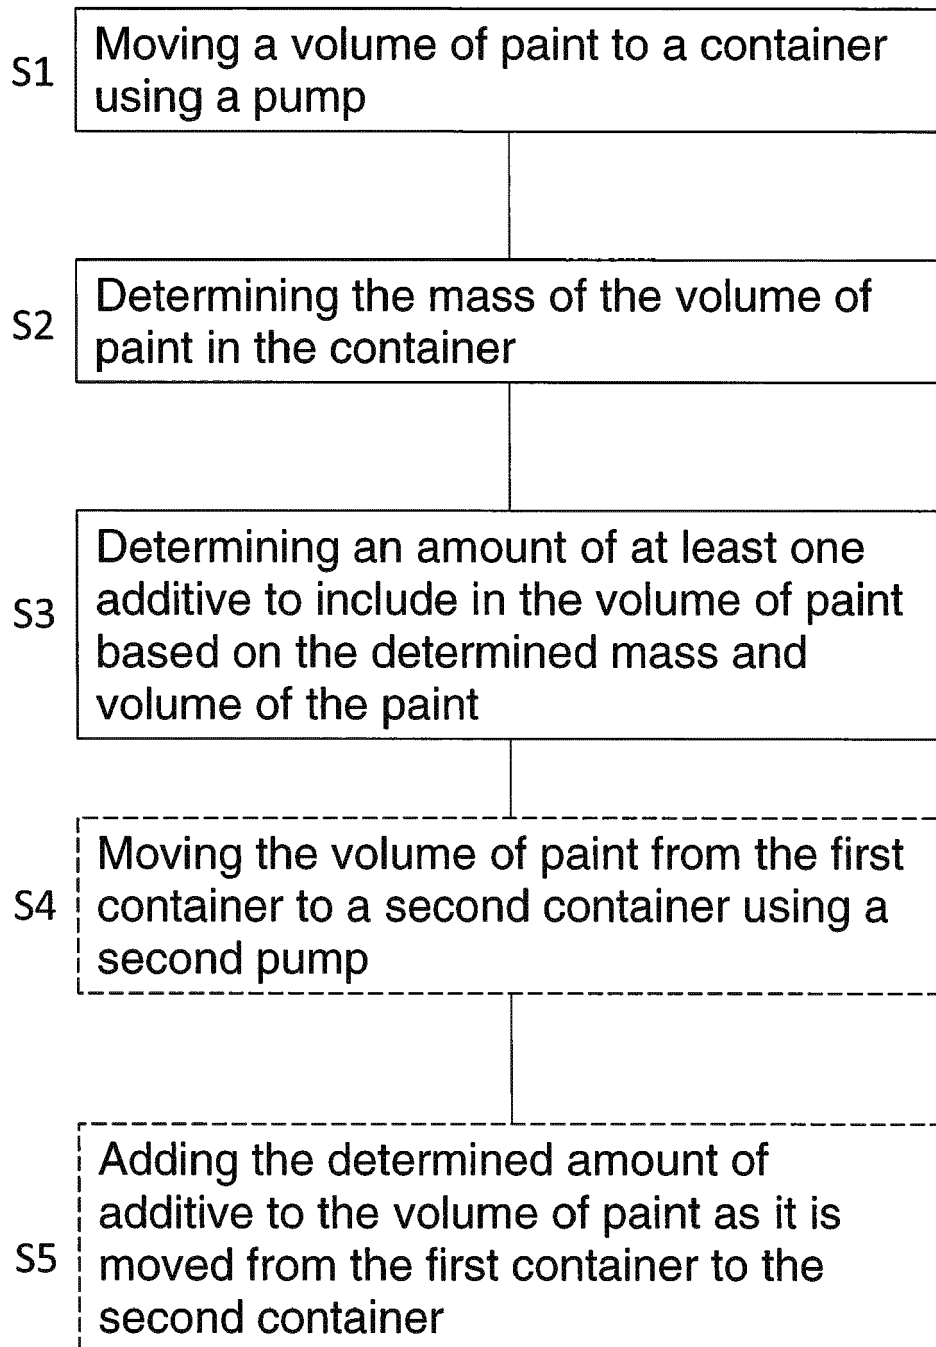 S1
Moving a volume of paint to a container
using a pump
S2
Determining the mass of the volume of
paint in the container
S3
Determining an amount of at least one
additive to include in the volume of paint
based on the determined mass and
volume of the paint
S4
Moving the volume of paint from the first
container to a second container using a
second pump
S5
Adding the determined amount of
additive to the volume of paint as it is
moved from the first container to the
second container